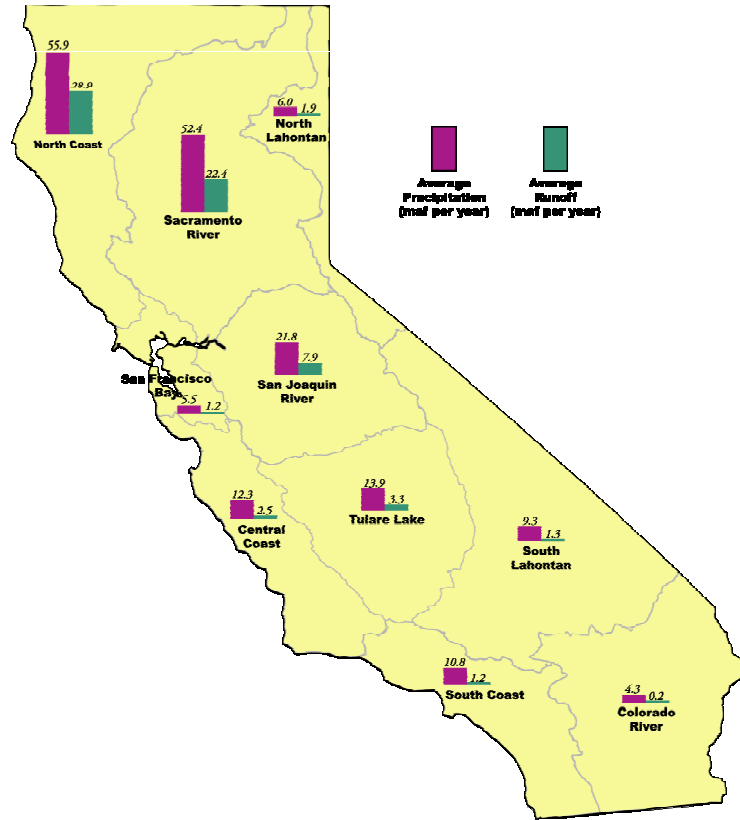 55.9
28.9
North Coast
6.0
1.9
North
Lahontan
52.4
22.4
Sacramento
River
Average
Precipitation
(maf per year)
Average
Runoff
(maf per year)
21.8
7.9
San Joaquin
River
San Francisco
Bay
5.5
1.2
12.3
2.5
Central
Coast
13.9
3.3
Tulare Lake
9.3
1.3
South
Lahontan
10.8
1.2
South Coast
4.3
0.2
Colorado
River